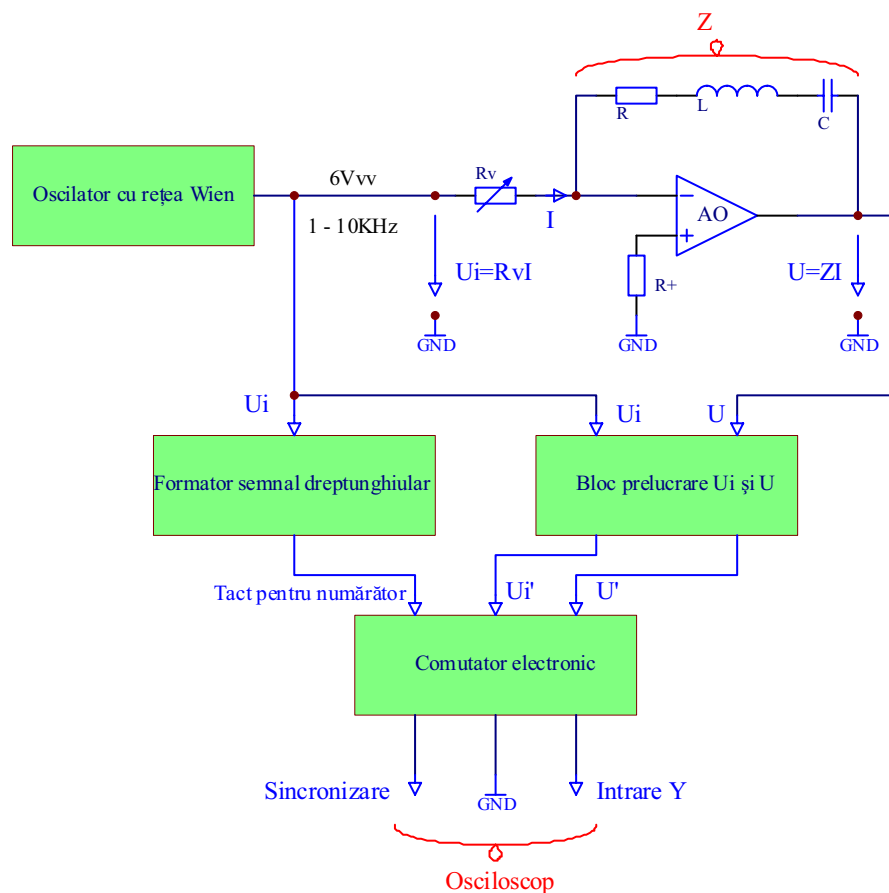 Z
R
L
C
Oscilator cu rețea Wien
6Vvv
Rv
1 - 10KHz
I
AO
Ui=RvI
R+
U=ZI
GND
GND
GND
Ui
Ui
U
Formator semnal dreptunghiular
Bloc prelucrare Ui și U
Tact pentru numărător
Ui'
U'
Comutator electronic
Sincronizare
GND
Intrare Y
Osciloscop